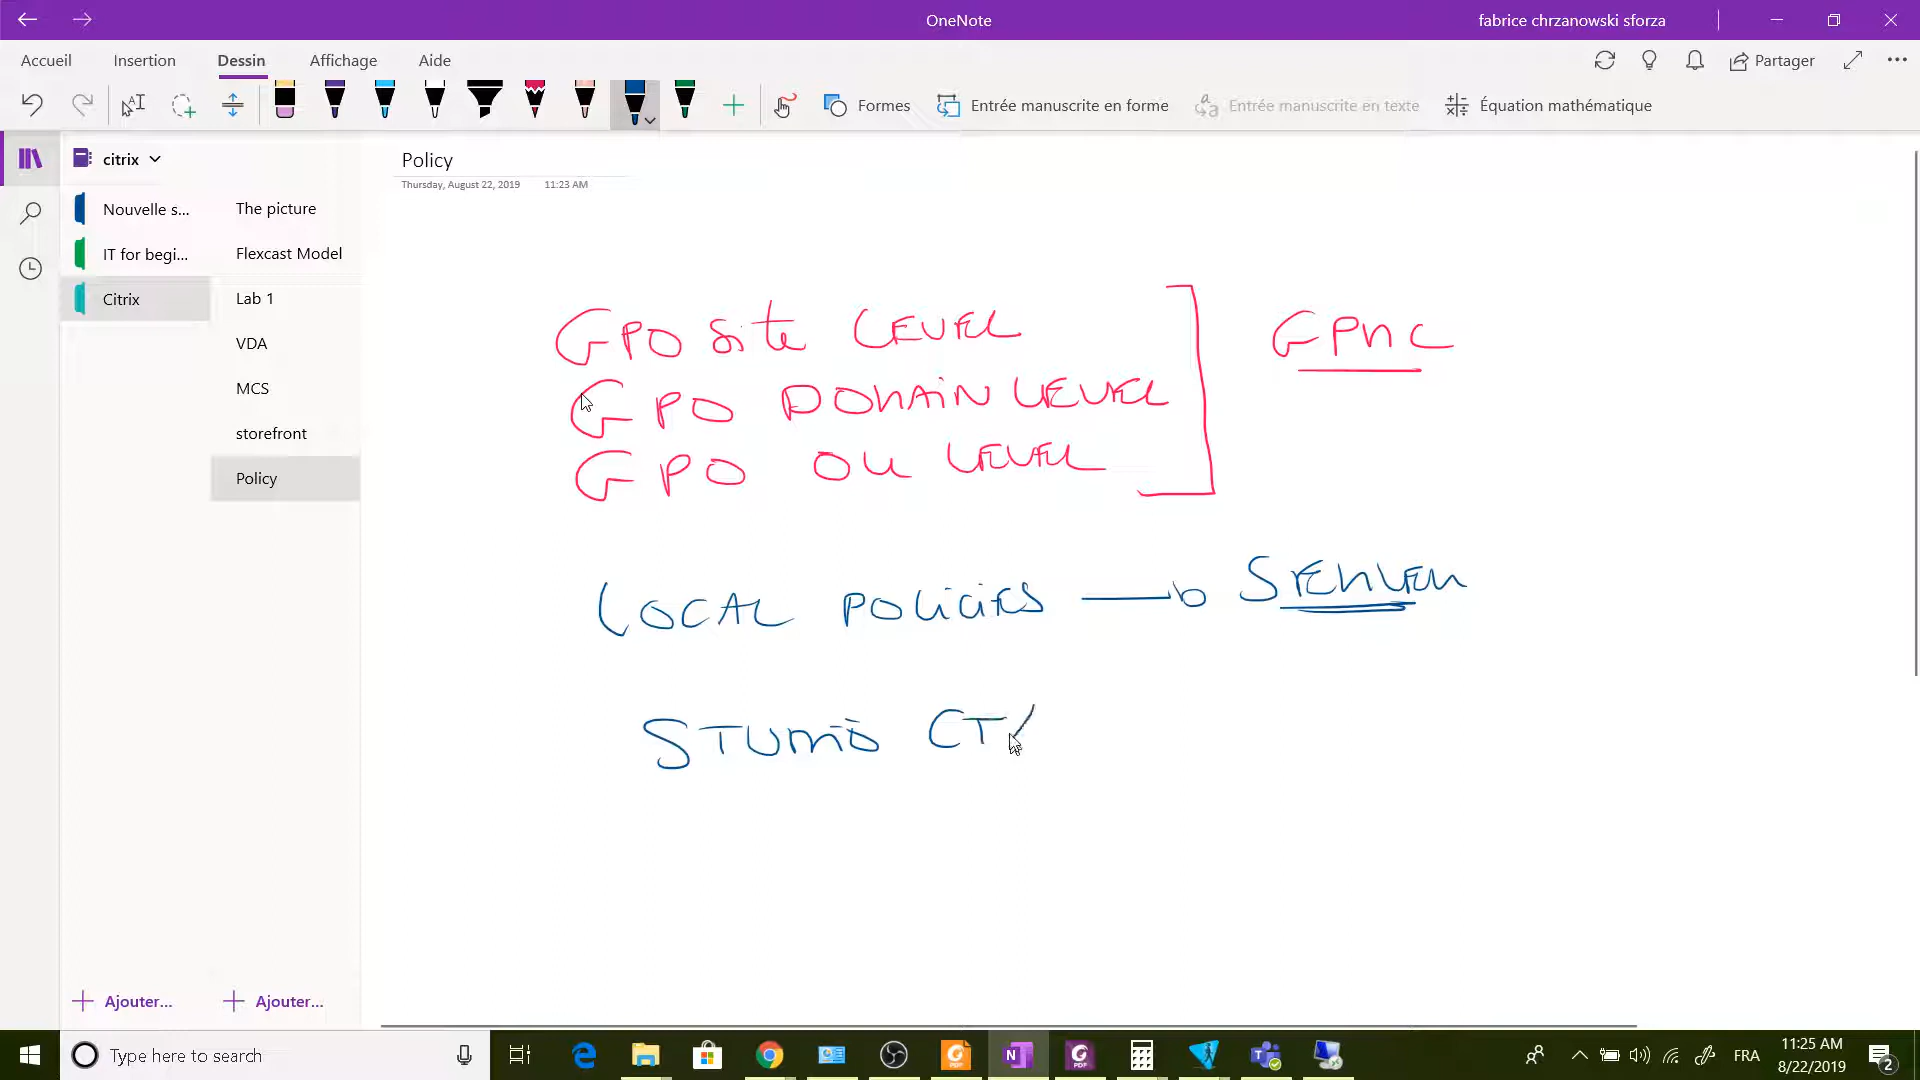 OneNote
fabrice chrzanowski sforza
Accueil
Insertion
Dessin
Affichage
Aide
Partager
Formes
Entrée manuscrite en forme
Entrée manuscrite en texte
Équation mathématique
citrix
Nouvelle s...
IT for begi...
Citrix
The picture
Flexcast Model
Lab 1
VDA
MCS
storefront
Policy
Policy
Thursday, August 22, 2019 11:23 AM
GPO Site LEVEL
GPO DOMAIN LEVEL
GPO OU LEVEL
GPMC
LOCAL POLICIES SERVER
STUDIO CTX
Ajouter...
Ajouter...
Type here to search
FRA
11:25 AM
8/22/2019
2